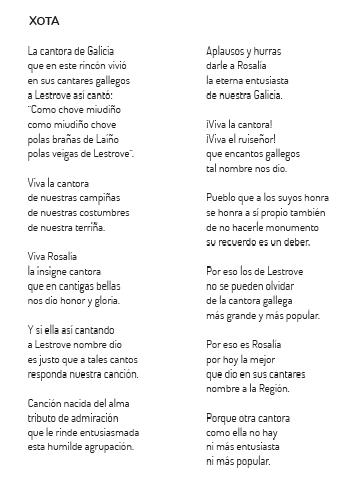 XOTA
La cantora de Galicia
que en este rincón vivió
en sus cantares gallegos
a Lestrove así cantó:
"Como chove miudiño
como miudiño chove
polas brañas de Laíño
polas veigas de Lestrove".
Viva la cantora
de nuestras campiñas
de nuestras costumbres
de nuestra terriña.
Viva Rosalía
la insigne cantora
que en cantigas bellas
nos dio honor y gloria.
Y si ella así cantando
a Lestrove nombre dio
es justo que a tales cantos
responda nuestra canción.
Canción nacida del alma
tributo de admiración
que le rinde entusiasmada
esta humilde agrupación.
Aplausos y hurras
darle a Rosalía
la eterna entusiasta
de nuestra Galicia.
¡Viva la cantora!
¡Viva el ruiseñor!
que encantos gallegos
tal nombre nos dio.
Pueblo que a los suyos honra
se honra a sí propio también
de no hacerle monumento
su recuerdo es un deber.
Por eso los de Lestrove
no se pueden olvidar
de la cantora gallega
más grande y más popular.
Por eso es Rosalía
por hoy la mejor
que dio en sus cantares
nombre a la Región.
Porque otra cantora
como ella no hay
ni más entusiasta
ni más popular.